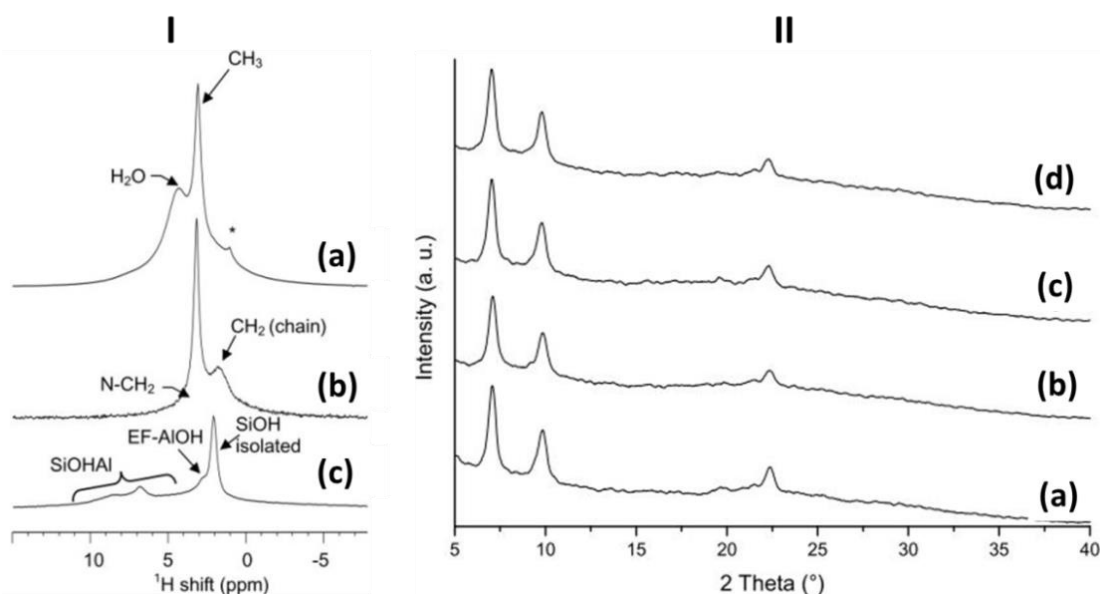 I
II
CH₃
H₂O
*
(a)
CH₂ (chain)
N-CH₂
(b)
SiOH
isolated
EF-AlOH
SiOHAl
(c)
10 5 0 -5
¹H shift (ppm)
Intensity (a. u.)
(d)
(c)
(b)
(a)
5 10 15 20 25 30 35 40
2 Theta (°)